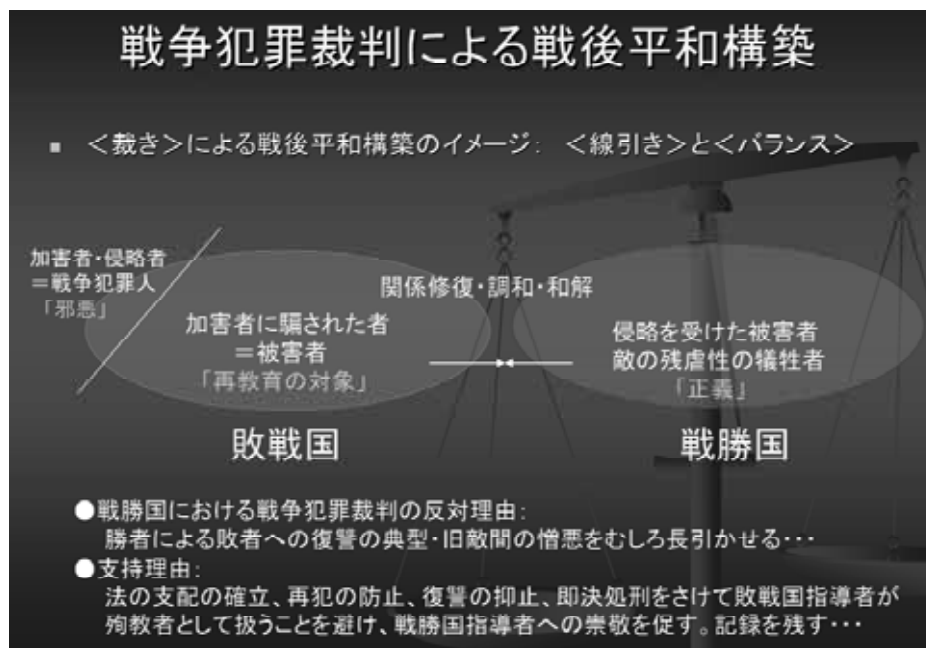 戦争犯罪裁判による戦後平和構築
■ ＜裁き＞による戦後平和構築のイメージ: ＜線引き＞と＜バランス＞
加害者・侵略者
＝戦争犯罪人
「邪悪」
関係修復・調和・和解
加害者に騙された者
＝被害者
「再教育の対象」
侵略を受けた被害者
敵の残虐性の犠牲者
「正義」
敗戦国
戦勝国
●戦勝国における戦争犯罪裁判の反対理由:
勝者による敗者への復讐の典型・旧敵間の憎悪をむしろ長引かせる・・・
●支持理由:
法の支配の確立、再犯の防止、復讐の抑止、即決処刑をさけて敗戦国指導者が
殉教者として扱うことを避け、戦勝国指導者への崇敬を促す。記録を残す・・・